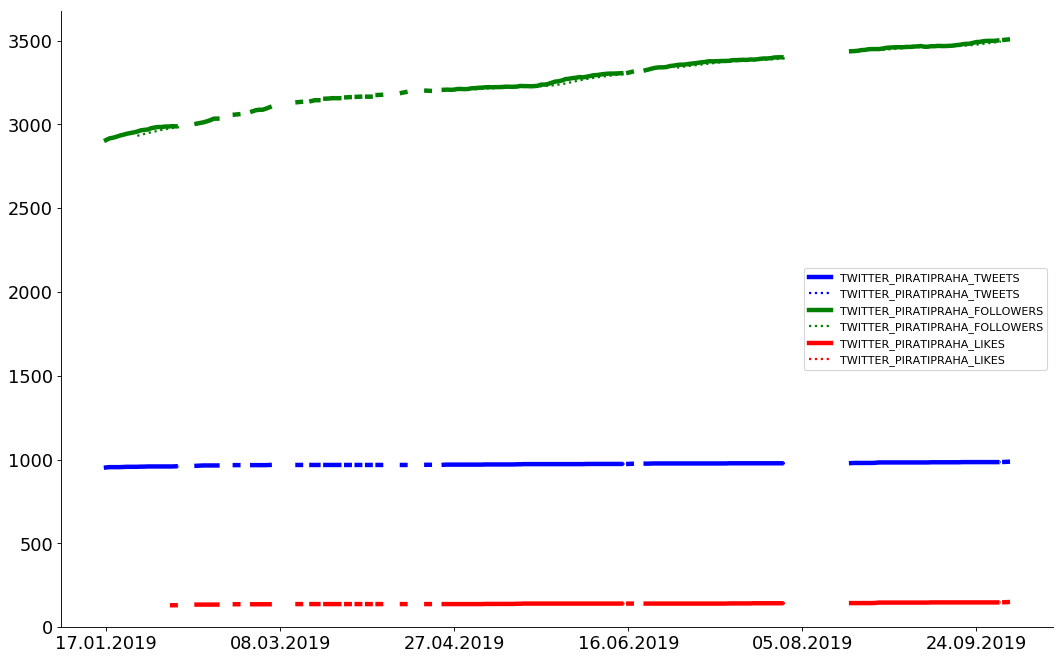 3500
3000
2500
2000
1500
1000
500
0
TWITTER_PIRATIPRAHA_TWEETS
TWITTER_PIRATIPRAHA_TWEETS
TWITTER_PIRATIPRAHA_FOLLOWERS
TWITTER_PIRATIPRAHA_FOLLOWERS
TWITTER_PIRATIPRAHA_LIKES
TWITTER_PIRATIPRAHA_LIKES
17.01.2019 08.03.2019 27.04.2019 16.06.2019 05.08.2019 24.09.2019